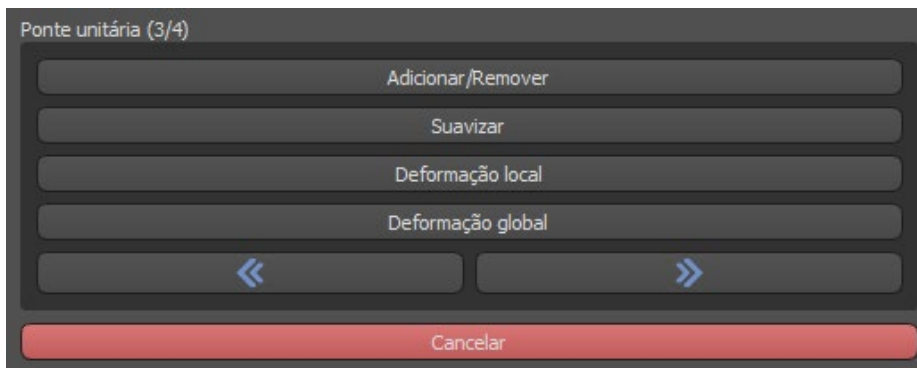 Ponte unitária (3/4)
Adicionar/Remover
Suavizar
Deformação local
Deformação global
Cancelar